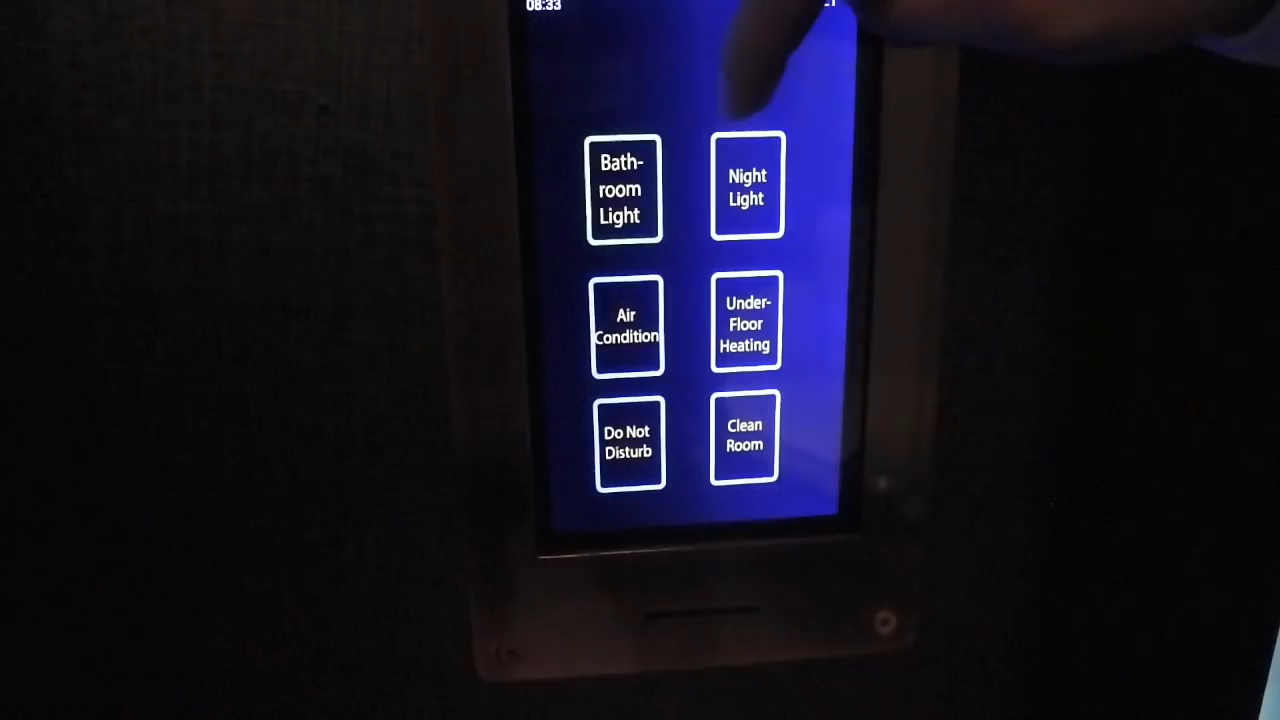 08:33
Bath-
room
Light
Night
Light
Air
Condition
Under-
Floor
Heating
Do Not
Disturb
Clean
Room